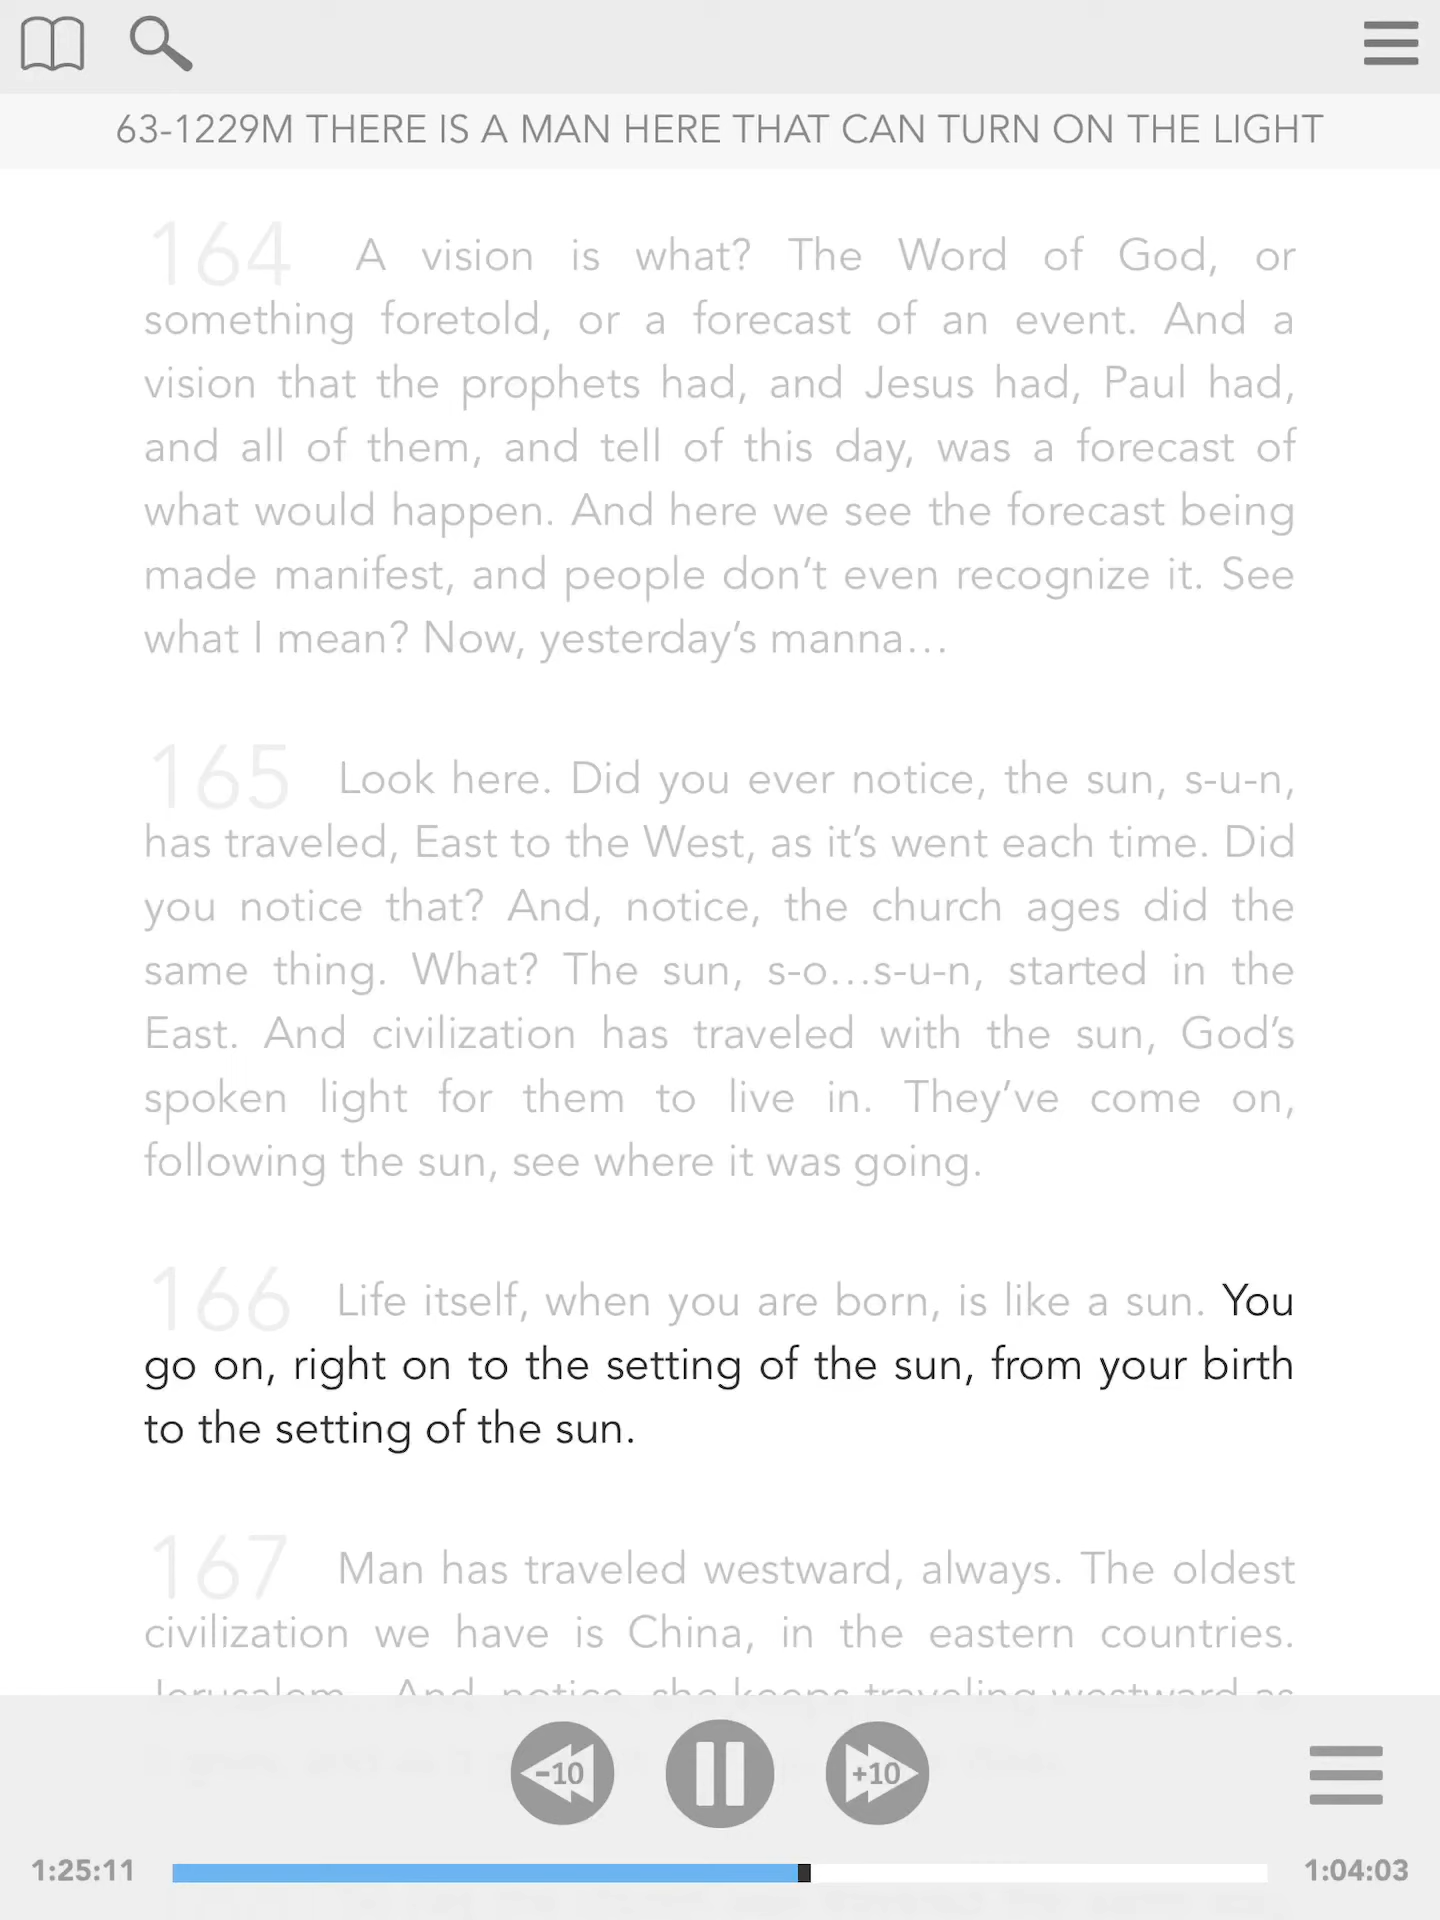 63-1229M THERE IS A MAN HERE THAT CAN TURN ON THE LIGHT
164 A vision is what? The Word of God, or
something foretold, or a forecast of an event. And a
vision that the prophets had, and Jesus had, Paul had,
and all of them, and tell of this day, was a forecast of
what would happen. And here we see the forecast being
made manifest, and people don’t even recognize it. See
what I mean? Now, yesterday’s manna…
165 Look here. Did you ever notice, the sun, s-u-n,
has traveled, East to the West, as it’s went each time. Did
you notice that? And, notice, the church ages did the
same thing. What? The sun, s-o…s-u-n, started in the
East. And civilization has traveled with the sun, God’s
spoken light for them to live in. They’ve come on,
following the sun, see where it was going.
166 Life itself, when you are born, is like a sun. You
go on, right on to the setting of the sun, from your birth
to the setting of the sun.
167 Man has traveled westward, always. The oldest
civilization we have is China, in the eastern countries.
Jerusalem. And, notice, she keeps traveling westward as
-10 +10
1:25:11 1:04:03